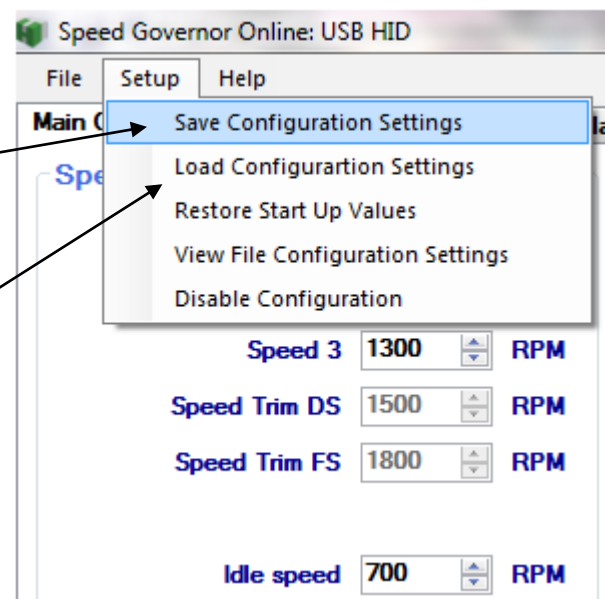 Speed Governor Online: USB HID
File Setup Help
Main
Save Configuration Settings
Load Configurartion Settings
Restore Start Up Values
View File Configuration Settings
Disable Configuration
Speed 3 1300 RPM
Speed Trim DS 1500 RPM
Speed Trim FS 1800 RPM
Idle speed 700 RPM